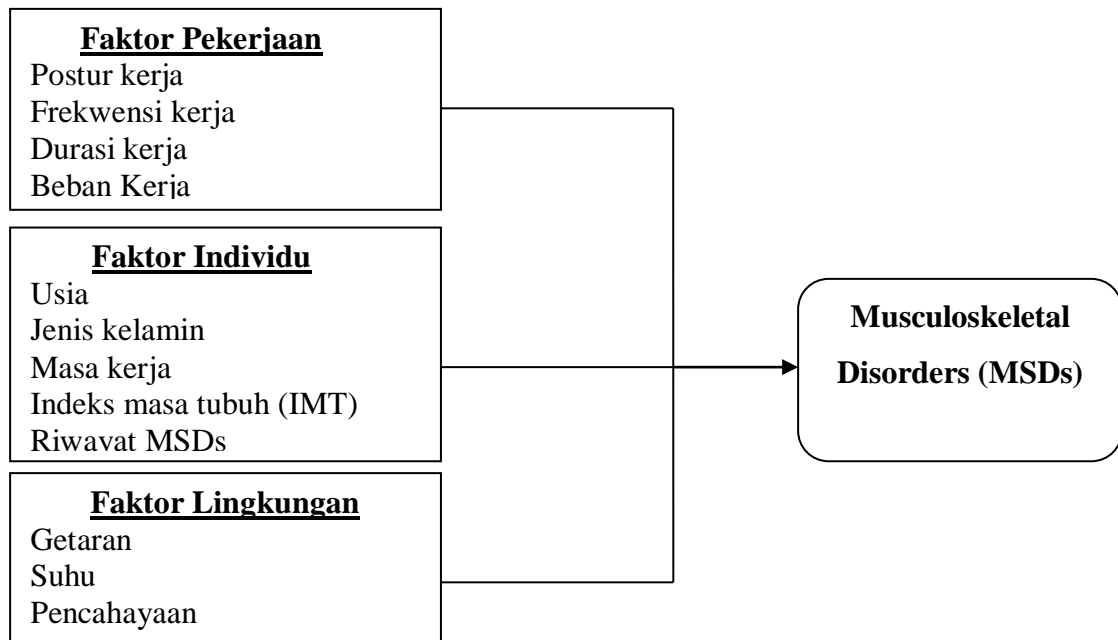 Faktor Pekerjaan
Postur kerja
Frekwensi kerja
Durasi kerja
Beban Kerja
Faktor Individu
Usia
Jenis kelamin
Masa kerja
Indeks masa tubuh (IMT)
Riwayat MSDs
Faktor Lingkungan
Getaran
Suhu
Pencahayaan
Musculoskeletal
Disorders (MSDs)